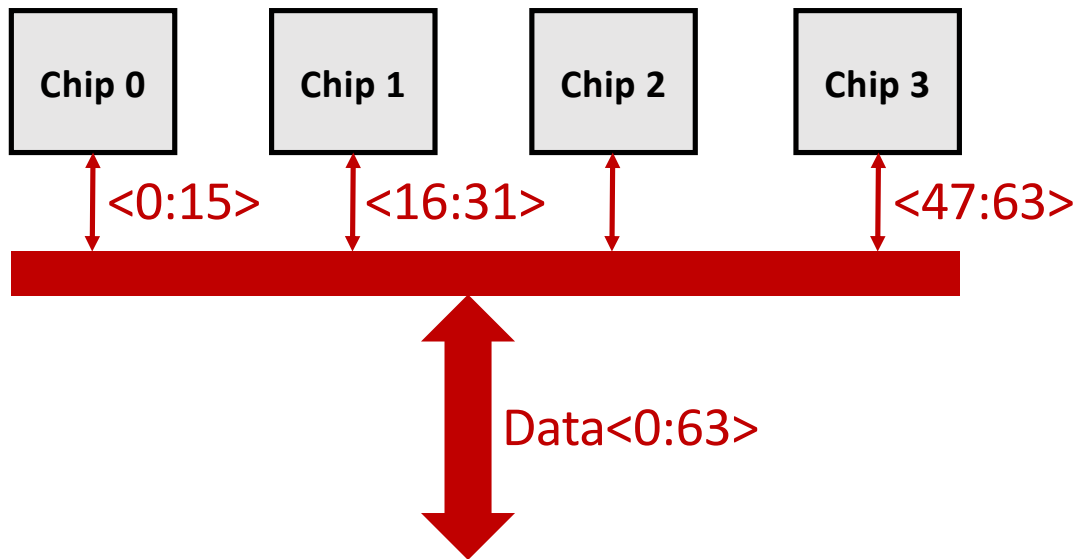 Chip 0
Chip 1
Chip 2
Chip 3
<0:15>
<16:31>
<47:63>
Data<0:63>